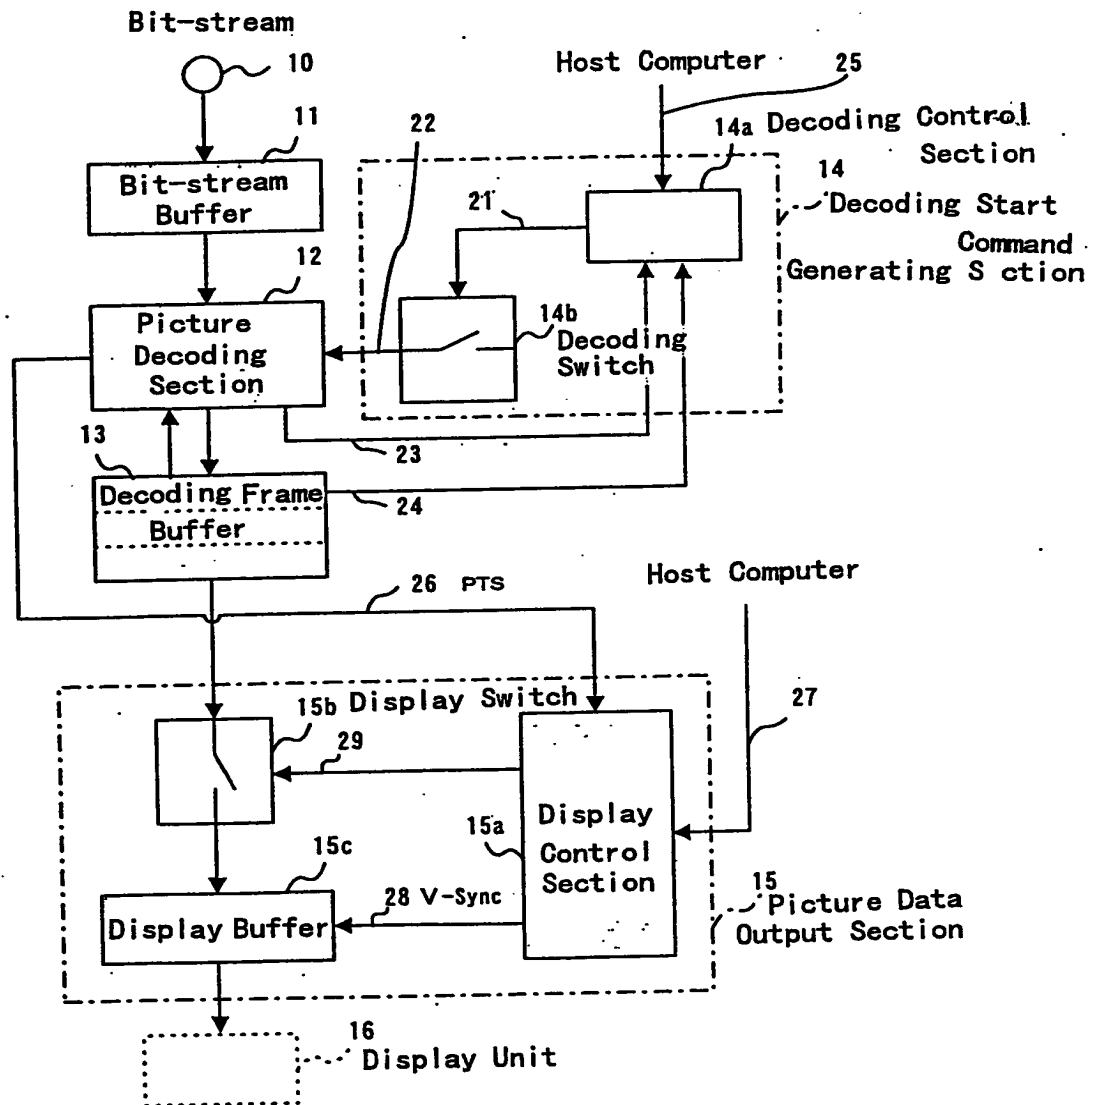 Bit-stream
10
Host Computer
25
11
22
14a Decoding Control
Section
Bit-stream
Buffer
21
14
Decoding Start
Command
Generating S ction
12
Picture
Decoding
Section
14b
Decoding
Switch
13
23
Decoding Frame
Buffer
24
26 PTS
Host Computer
27
Display Switch
15b
29
Display
Control
Section
15a
15c
28 V-Sync
Display Buffer
15
Picture Data
Output Section
16
Display Unit